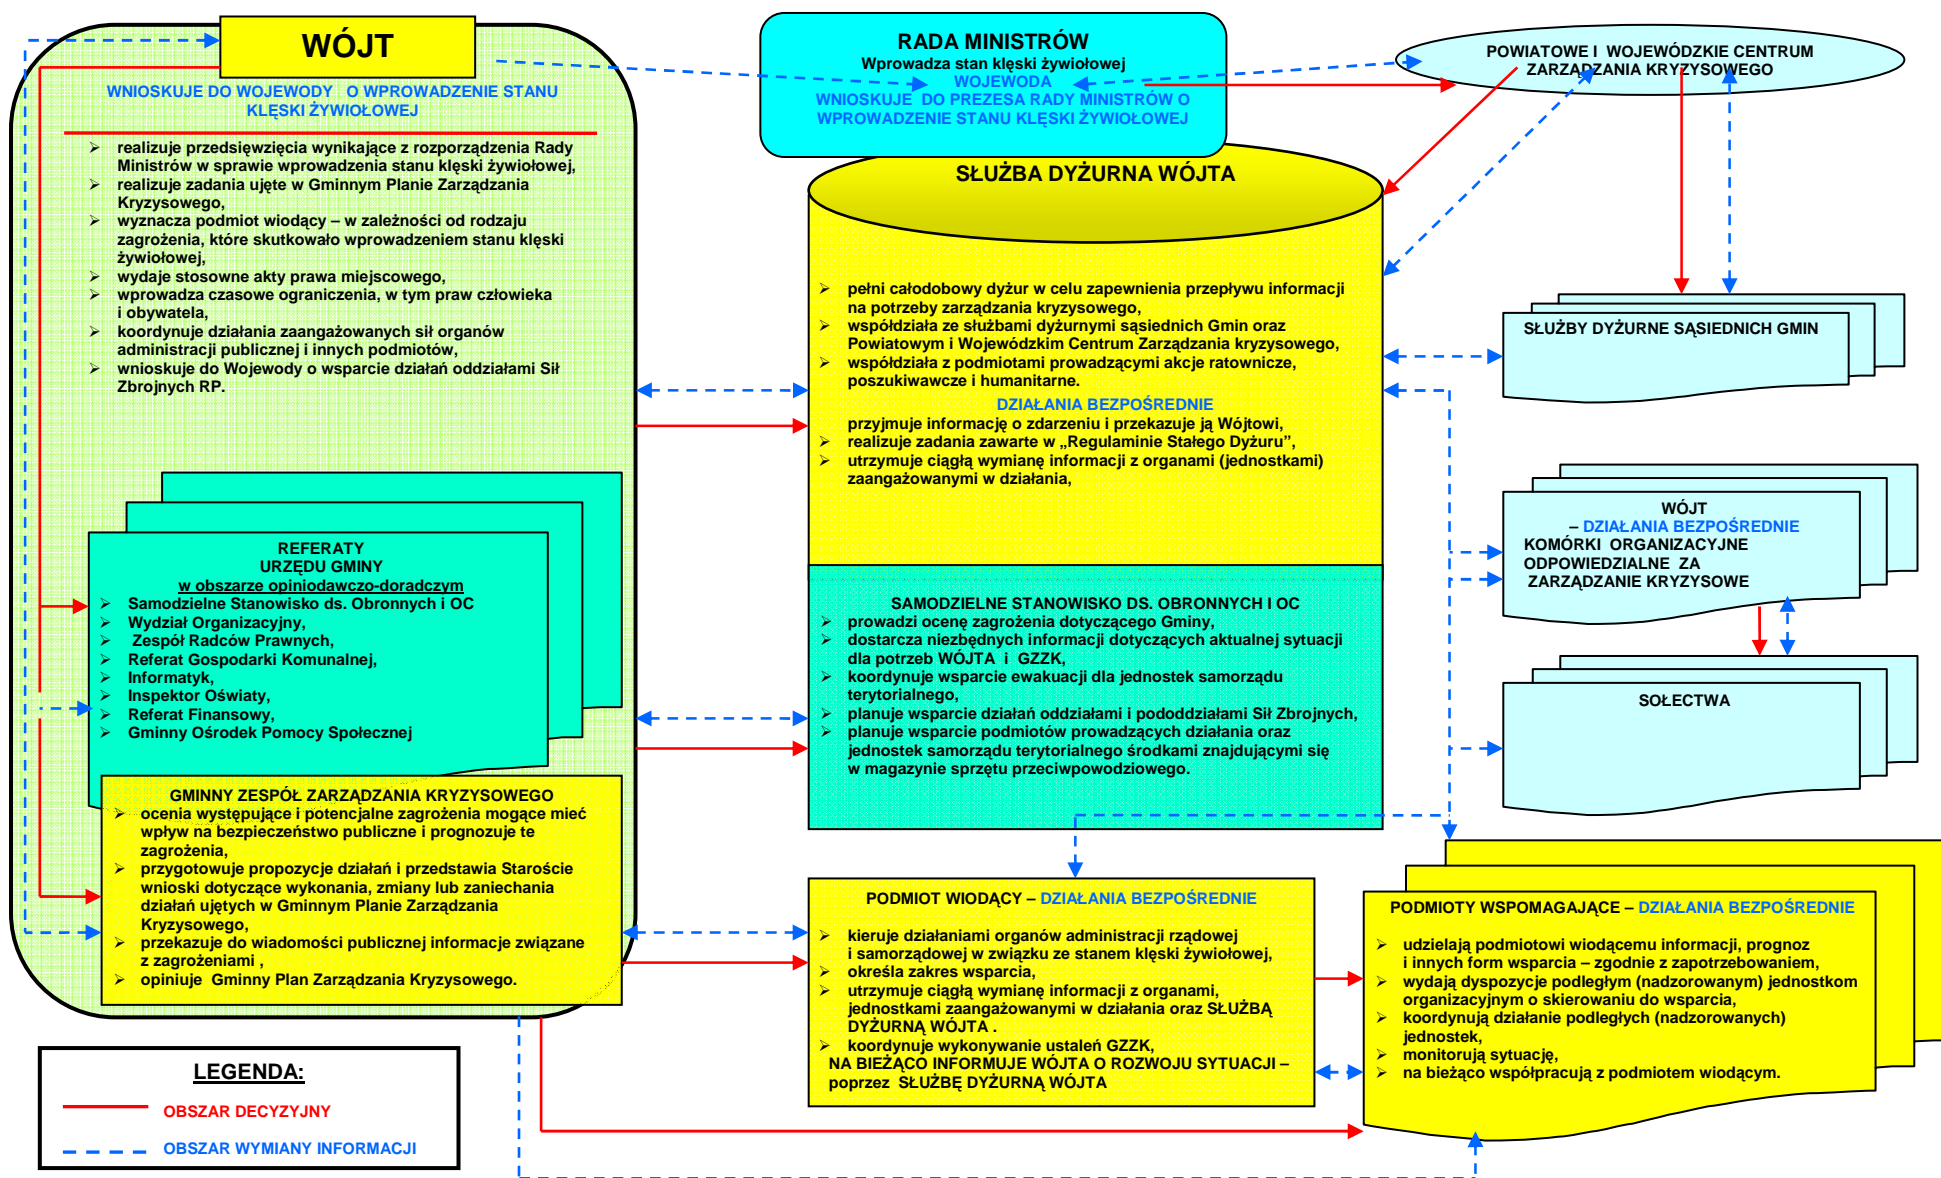 WÓJT
WNIOSKUJE DO WOJEWODY O WPROWADZENIE STANU
KLĘSKI ŻYWIOŁOWEJ
realizuje przedsięwzięcia wynikające z rozporządzenia Rady
Ministrów w sprawie wprowadzenia stanu klęski żywiołowej,
realizuje zadania ujęte w Gminnym Planie Zarządzania
Kryzysowego,
wyznacza podmiot wiodący – w zależności od rodzaju
zagrożenia, które skutkowało wprowadzeniem stanu klęski
żywiołowej,
wydaje stosowne akty prawa miejscowego,
wprowadza czasowe ograniczenia, w tym praw człowieka
i obywatela,
koordynuje działania zaangażowanych sił organów
administracji publicznej i innych podmiotów,
wnioskuje do Wojewody o wsparcie działań oddziałami Sił
Zbrojnych RP.
REFERATY
URZĘDU GMINY
w obszarze opiniodawczo-doradczym
Samodzielne Stanowisko ds. Obronnych i OC
Wydział Organizacyjny,
Zespół Radców Prawnych,
Referat Gospodarki Komunalnej,
Informatyk,
Inspektor Oświaty,
Referat Finansowy,
Gminny Ośrodek Pomocy Społecznej
GMINNY ZESPÓŁ ZARZĄDZANIA KRYZYSOWEGO
ocenia występujące i potencjalne zagrożenia mogące mieć
wpływ na bezpieczeństwo publiczne i prognozuje te
zagrożenia,
przygotowuje propozycje działań i przedstawia Staroście
wnioski dotyczące wykonania, zmiany lub zaniechania
działań ujętych w Gminnym Planie Zarządzania
Kryzysowego,
przekazuje do wiadomości publicznej informacje związane
z zagrożeniami ,
opiniuje Gminny Plan Zarządzania Kryzysowego.
LEGENDA:
OBSZAR DECYZYJNY
OBSZAR WYMIANY INFORMACJI
RADA MINISTRÓW
Wprowadza stan klęski żywiołowej
WOJEWODA
WNIOSKUJE DO PREZESA RADY MINISTRÓW O
WPROWADZENIE STANU KLĘSKI ŻYWIOŁOWEJ
SŁUŻBA DYŻURNA WÓJTA
pełni całodobowy dyżur w celu zapewnienia przepływu informacji
na potrzeby zarządzania kryzysowego,
współdziała ze służbami dyżurnymi sąsiednich Gmin oraz
Powiatowym i Wojewódzkim Centrum Zarządzania kryzysowego,
współdziała z podmiotami prowadzącymi akcje ratownicze,
poszukiwawcze i humanitarne.
DZIAŁANIA BEZPOŚREDNIE
przyjmuje informację o zdarzeniu i przekazuje ją Wójtowi,
realizuje zadania zawarte w „Regulaminie Stałego Dyżuru”,
utrzymuje ciągłą wymianę informacji z organami (jednostkami)
zaangażowanymi w działania,
SAMODZIELNE STANOWISKO DS. OBRONNYCH I OC
prowadzi ocenę zagrożenia dotyczącego Gminy,
dostarcza niezbędnych informacji dotyczących aktualnej sytuacji
dla potrzeb WÓJTA i GZZK,
koordynuje wsparcie ewakuacji dla jednostek samorządu
terytorialnego,
planuje wsparcie działań oddziałami i pododdziałami Sił Zbrojnych,
planuje wsparcie podmiotów prowadzących działania oraz
jednostek samorządu terytorialnego środkami znajdującymi się
w magazynie sprzętu przeciwpowodziowego.
PODMIOT WIODĄCY – DZIAŁANIA BEZPOŚREDNIE
kieruje działaniami organów administracji rządowej
i samorządowej w związku ze stanem klęski żywiołowej,
określa zakres wsparcia,
utrzymuje ciągłą wymianę informacji z organami,
jednostkami zaangażowanymi w działania oraz SŁUŻBĄ
DYŻURNĄ WÓJTA .
koordynuje wykonywanie ustaleń GZZK,
NA BIEŻĄCO INFORMUJE WÓJTA O ROZWOJU SYTUACJI –
poprzez SŁUŻBĘ DYŻURNĄ WÓJTA
POWIATOWE I WOJEWÓDZKIE CENTRUM
ZARZĄDZANIA KRYZYSOWEGO
SŁUŻBY DYŻURNE SĄSIEDNICH GMIN
WÓJT
– DZIAŁANIA BEZPOŚREDNIE
KOMÓRKI ORGANIZACYJNE
ODPOWIEDZIALNE ZA
ZARZĄDZANIE KRYZYSOWE
SOŁECTWA
PODMIOTY WSPOMAGAJĄCE – DZIAŁANIA BEZPOŚREDNIE
udzielają podmiotowi wiodącemu informacji, prognoz
i innych form wsparcia – zgodnie z zapotrzebowaniem,
wydają dyspozycje podległym (nadzorowanym) jednostkom
organizacyjnym o skierowaniu do wsparcia,
koordynują działanie podległych (nadzorowanych)
jednostek,
monitorują sytuację,
na bieżąco współpracują z podmiotem wiodącym.